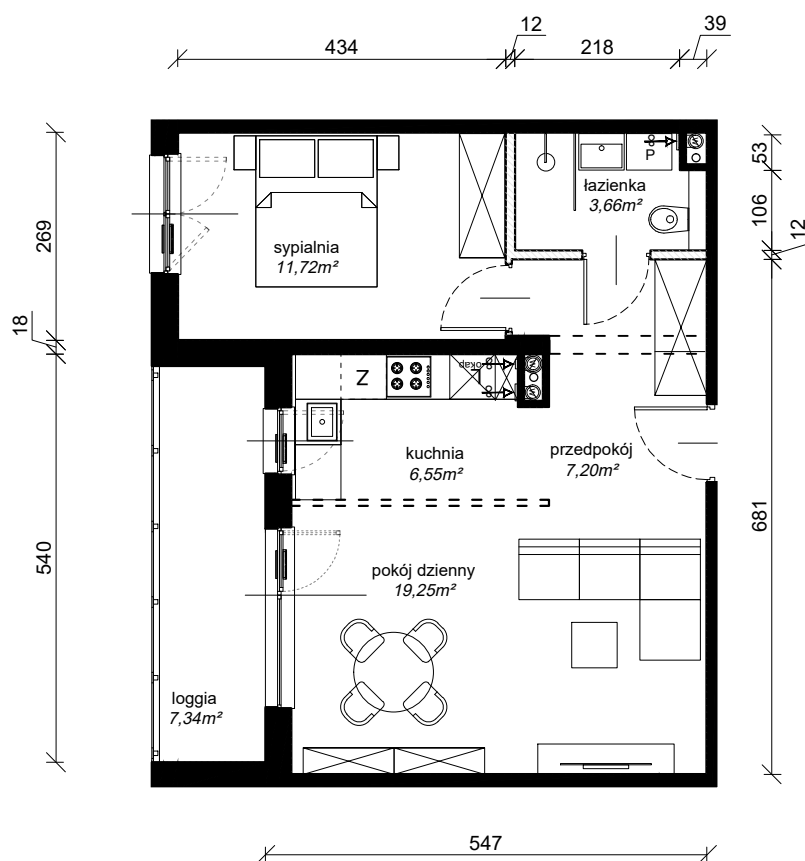 434
12
218
39
269
18
540
53
106
12
681
sypialnia
11,72m²
łazienka
3,66m²
P
Z
okap
kuchnia
6,55m²
przedpokój
7,20m²
pokój dzienny
19,25m²
loggia
7,34m²
547